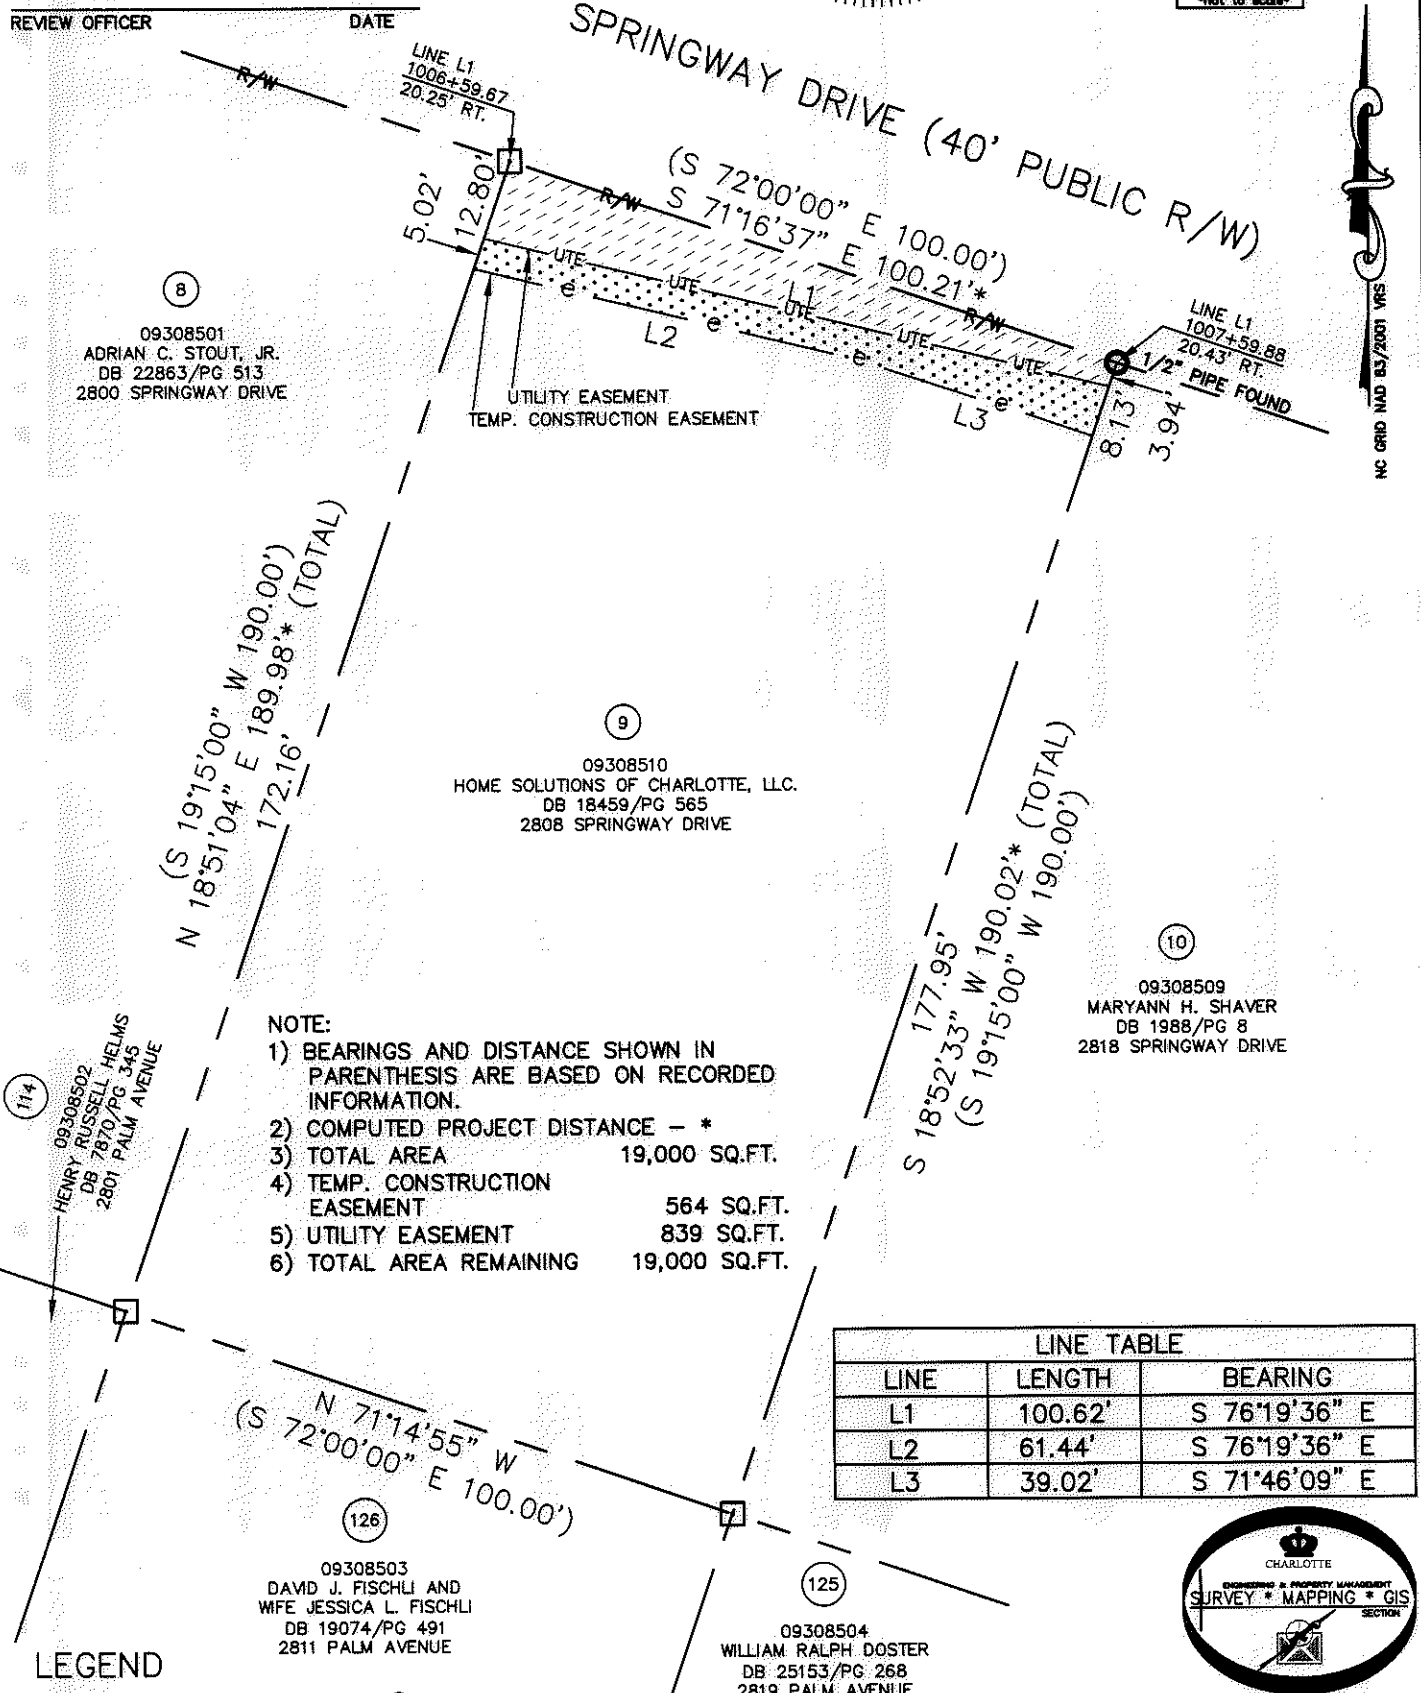 REVIEW OFFICER DATE
SPRINGWAY DRIVE (40' PUBLIC R/W)
R/W
LINE L1
1006+59.67
20.25' RT.
(S 72°00'00" E 100.00')
S 71°16'37" E 100.21'*
R/W
R/W
5.02'
12.80'
UTE
UTE
UTE
UTE
UTE
L1
e
e
e
e
L2
L3
LINE L1
1007+59.88
20.43' RT.
1/2" PIPE FOUND
8.13'
3.94'
NC GRID NAD 83/2001 VRS
8
09308501
ADRIAN C. STOUT, JR.
DB 22863/PG 513
2800 SPRINGWAY DRIVE
UTILITY EASEMENT
TEMP. CONSTRUCTION EASEMENT
(S 19°15'00" W 190.00')
N 18°51'04" E 189.98'* (TOTAL)
172.16'
9
09308510
HOME SOLUTIONS OF CHARLOTTE, LLC.
DB 18459/PG 565
2808 SPRINGWAY DRIVE
177.95'
S 18°52'33" W 190.02'* (TOTAL)
(S 19°15'00" W 190.00')
10
09308509
MARYANN H. SHAVER
DB 1988/PG 8
2818 SPRINGWAY DRIVE
114
09308502
HENRY RUSSELL HELMS
DB 7870/PG 345
2801 PALM AVENUE
NOTE:
1) BEARINGS AND DISTANCE SHOWN IN
PARENTHESIS ARE BASED ON RECORDED
INFORMATION.
2) COMPUTED PROJECT DISTANCE – *
3) TOTAL AREA 19,000 SQ.FT.
4) TEMP. CONSTRUCTION
EASEMENT 564 SQ.FT.
5) UTILITY EASEMENT 839 SQ.FT.
6) TOTAL AREA REMAINING 19,000 SQ.FT.
N 71°14'55" W
(S 72°00'00" E 100.00')
LINE TABLE
LINE LENGTH BEARING
L1 100.62' S 76°19'36" E
L2 61.44' S 76°19'36" E
L3 39.02' S 71°46'09" E
126
09308503
DAVID J. FISCHLI AND
WIFE JESSICA L. FISCHLI
DB 19074/PG 491
2811 PALM AVENUE
125
09308504
WILLIAM RALPH DOSTER
DB 25153/PG 268
2819 PALM AVENUE
CHARLOTTE
ENGINEERING & PROPERTY MANAGEMENT
SURVEY * MAPPING * GIS
SECTION
LEGEND